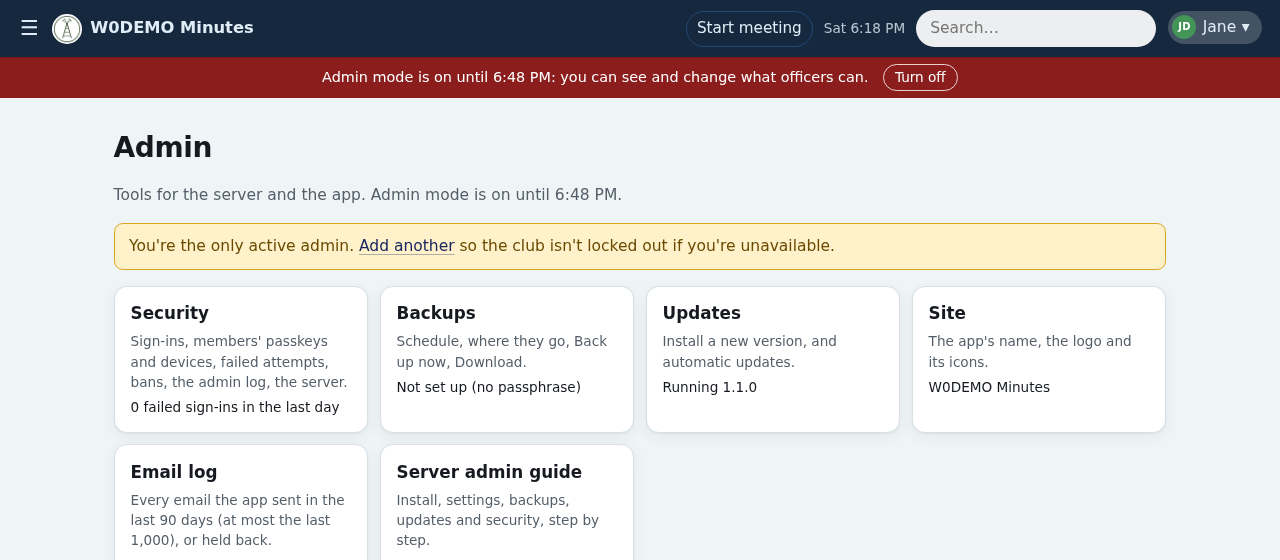 ☰ W0DEMO Minutes Start meeting Sat 6:18 PM Search... JD Jane ▾
Admin mode is on until 6:48 PM: you can see and change what officers can. Turn off
Admin
Tools for the server and the app. Admin mode is on until 6:48 PM.
You're the only active admin. Add another so the club isn't locked out if you're unavailable.
Security
Sign-ins, members' passkeys
and devices, failed attempts,
bans, the admin log, the server.
0 failed sign-ins in the last day
Backups
Schedule, where they go, Back
up now, Download.
Not set up (no passphrase)
Updates
Install a new version, and
automatic updates.
Running 1.1.0
Site
The app's name, the logo and
its icons.
W0DEMO Minutes
Email log
Every email the app sent in the
last 90 days (at most the last
1,000), or held back.
Server admin guide
Install, settings, backups,
updates and security, step by
step.